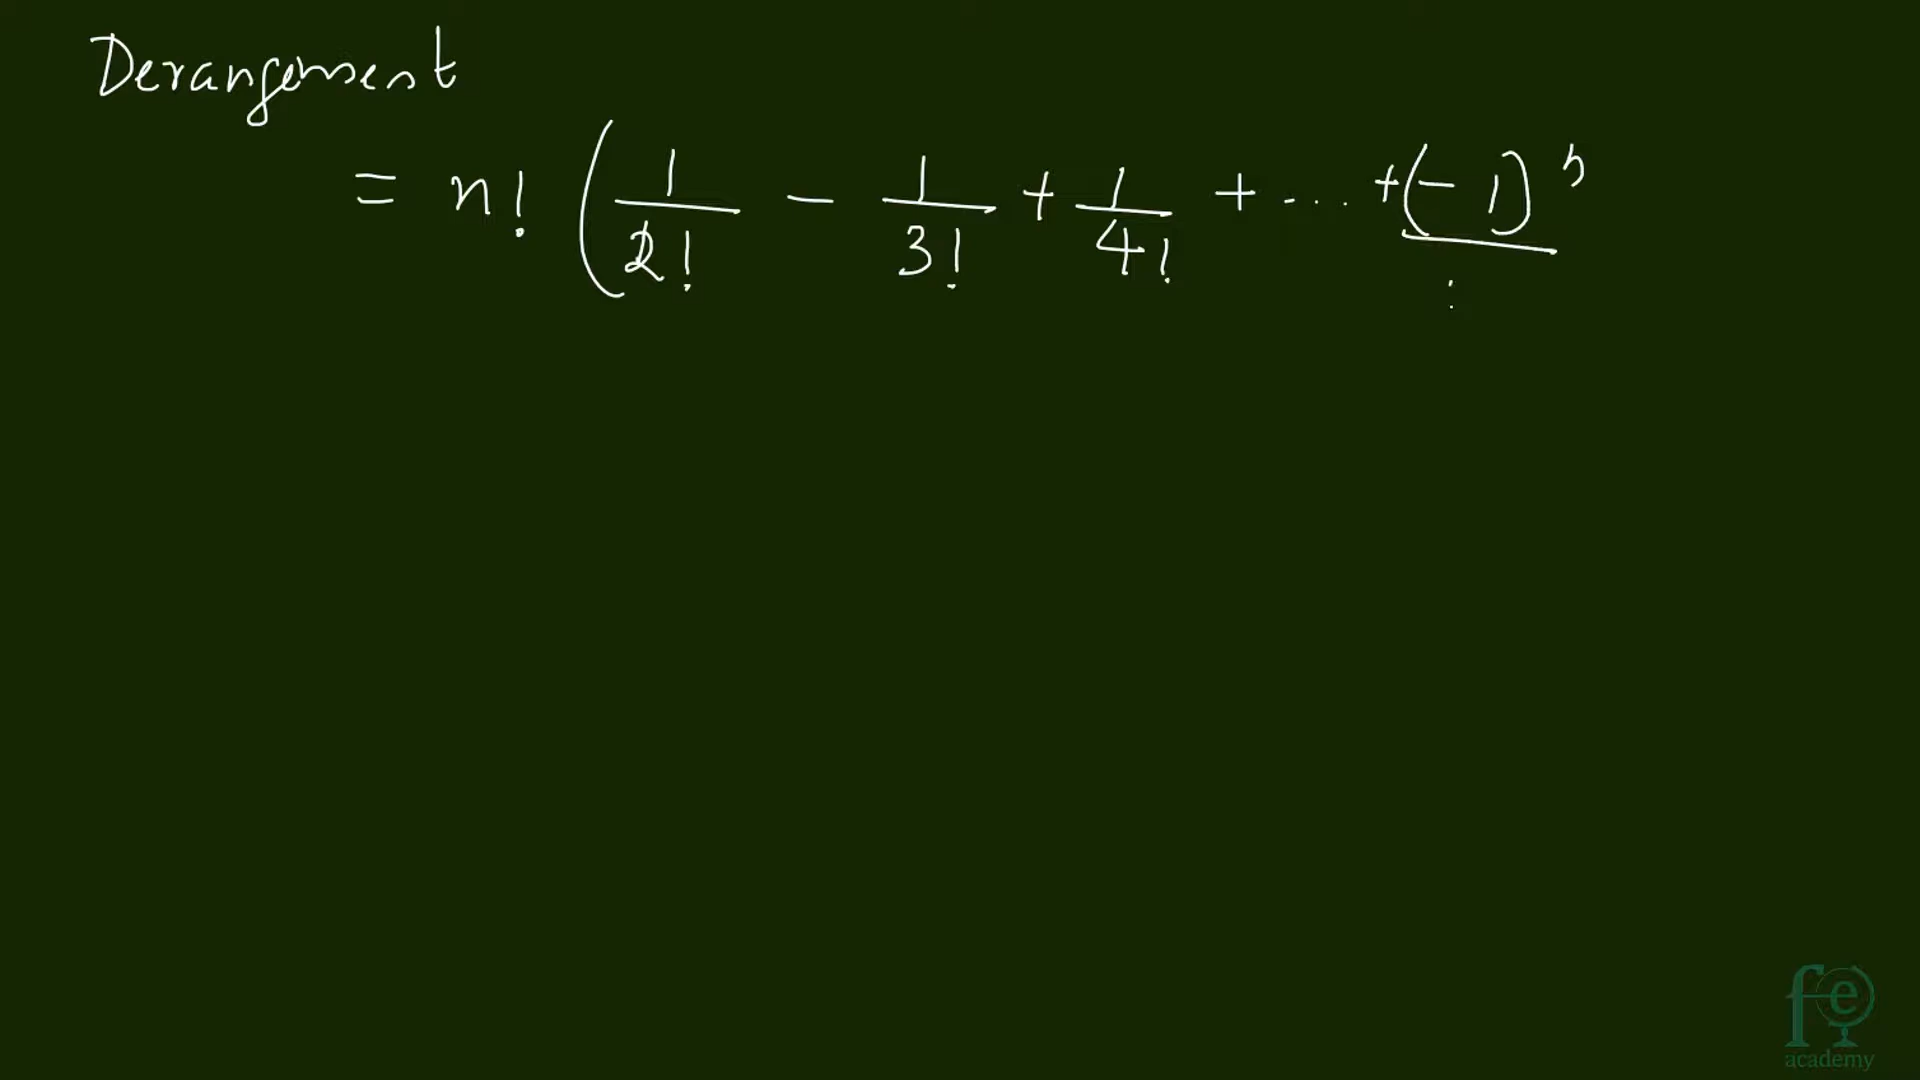 Derangement
= n! ( 1/2! - 1/3! + 1/4! + ... + (-1)^n /
fe
academy